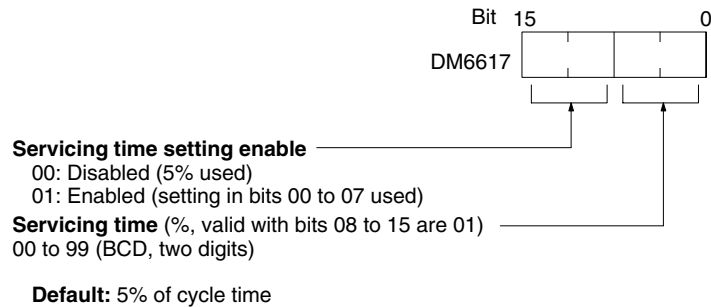 Bit 15 0
DM6617
Servicing time setting enable
00: Disabled (5% used)
01: Enabled (setting in bits 00 to 07 used)
Servicing time (%, valid with bits 08 to 15 are 01)
00 to 99 (BCD, two digits)
Default: 5% of cycle time